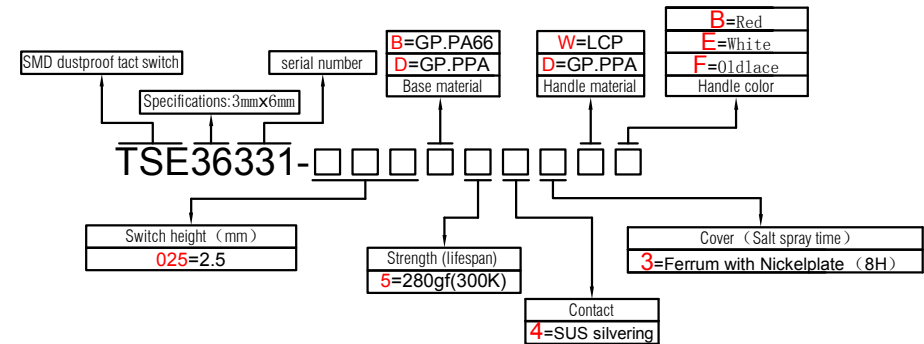 B=Red
E=White
F=Oldlace
Handle color
B=GP.PA66
D=GP.PPA
Base material
W=LCP
D=GP.PPA
Handle material
SMD dustproof tact switch
serial number
Specifications:3mmx6mm
TSE36331-□□□□□□□□□
Switch height（mm）
025=2.5
Strength (lifespan)
5=280gf(300K)
Contact
4=SUS silvering
Cover（Salt spray time）
3=Ferrum with Nickelplate（8H）